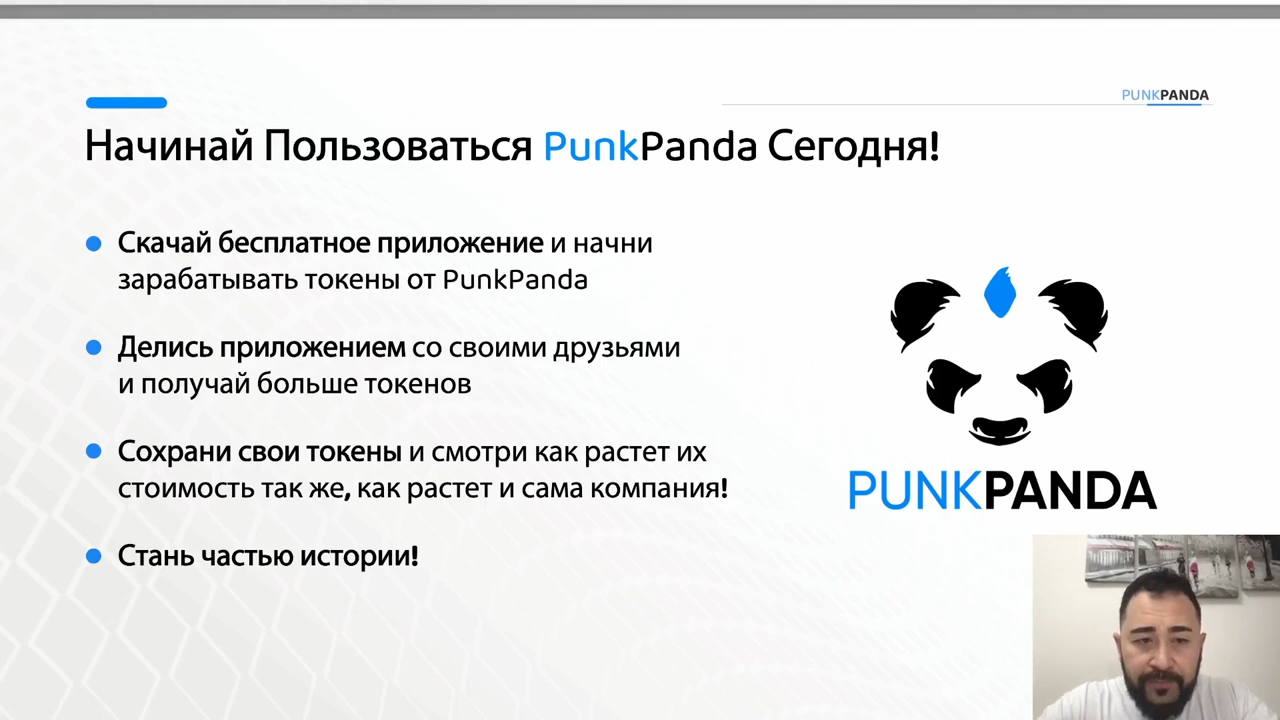 PUNKPANDA
Начинай Пользоваться PunkPanda Сегодня!
Скачай бесплатное приложение и начни
зарабатывать токены от PunkPanda
Делись приложением со своими друзьями
и получай больше токенов
Сохрани свои токены и смотри как растет их
стоимость так же, как растет и сама компания!
Стань частью истории!
PUNKPANDA